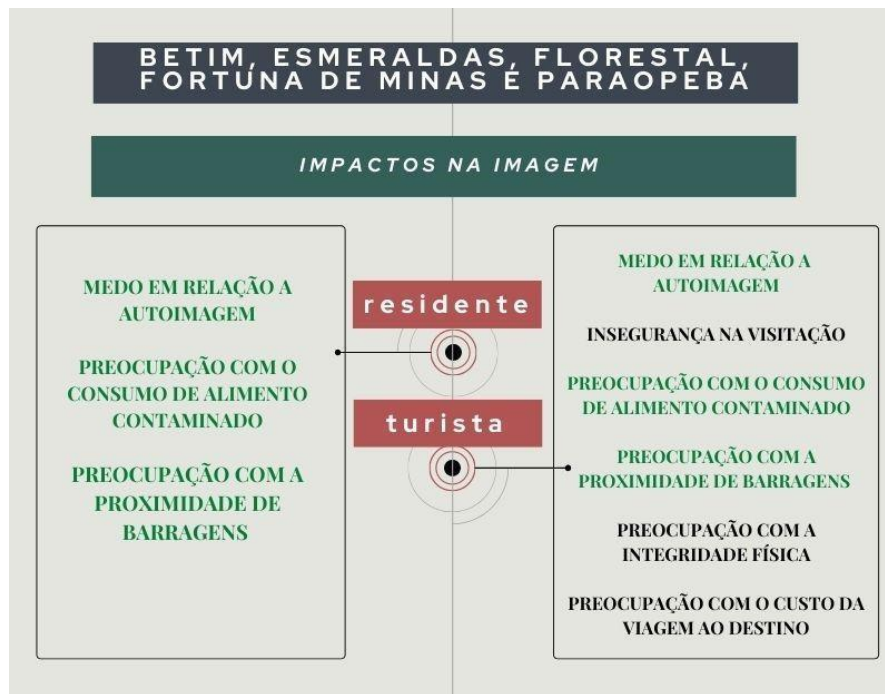 BETIM, ESMERALDAS, FLORESTAL,
FORTUNA DE MINAS E PARAOPEBA
IMPACTOS NA IMAGEM
MEDO EM RELAÇÃO A
AUTOIMAGEM
PREOCUPAÇÃO COM O
CONSUMO DE ALIMENTO
CONTAMINADO
PREOCUPAÇÃO COM A
PROXIMIDADE DE
BARRAGENS
residente
turista
MEDO EM RELAÇÃO A
AUTOIMAGEM
INSEGURANÇA NA VISITAÇÃO
PREOCUPAÇÃO COM O CONSUMO
DE ALIMENTO CONTAMINADO
PREOCUPAÇÃO COM A
PROXIMIDADE DE BARRAGENS
PREOCUPAÇÃO COM A
INTEGRIDADE FÍSICA
PREOCUPAÇÃO COM O CUSTO DA
VIAGEM AO DESTINO